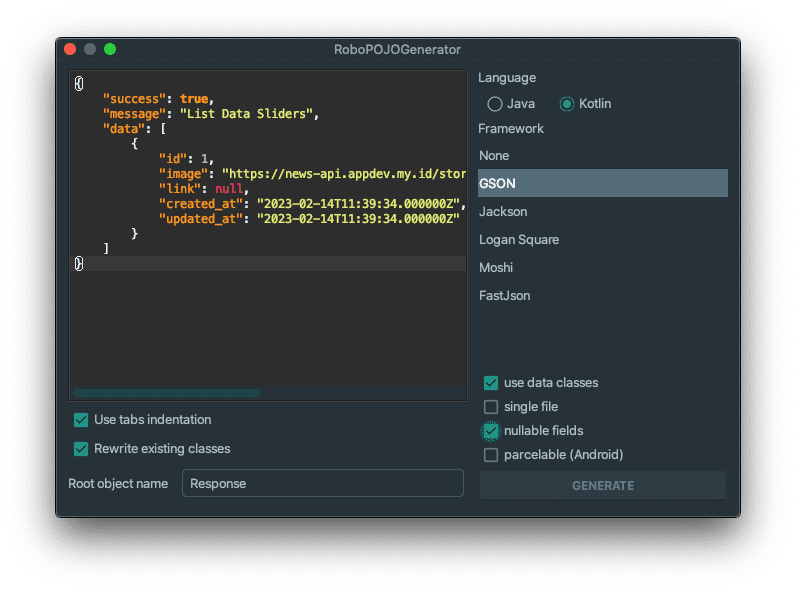 RoboPOJOGenerator
{
"success": true,
"message": "List Data Sliders",
"data": [
{
"id": 1,
"image": "https://news-api.appdev.my.id/stor
"link": null,
"created_at": "2023-02-14T11:39:34.000000Z",
"updated_at": "2023-02-14T11:39:34.000000Z"
}
]
}
Use tabs indentation
Rewrite existing classes
Root object name Response
Language
Java Kotlin
Framework
None
GSON
Jackson
Logan Square
Moshi
FastJson
use data classes
single file
nullable fields
parcelable (Android)
GENERATE